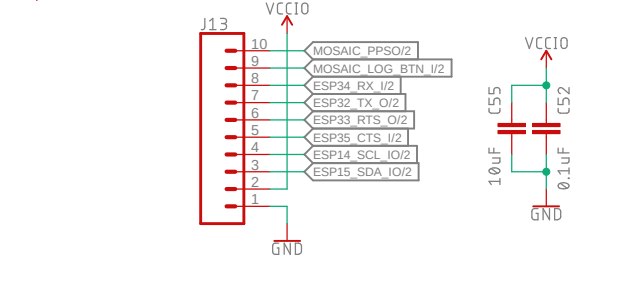 VCCIO
J13
10 MOSAIC_PPSO/2
9 MOSAIC_LOG_BTN_I/2
8 ESP34_RX_I/2
7 ESP32_TX_O/2
6 ESP33_RTS_O/2
5 ESP35_CTS_I/2
4 ESP14_SCL_IO/2
3 ESP15_SDA_IO/2
2
1
GND
VCCIO
C55
10uF
C52
0.1uF
GND